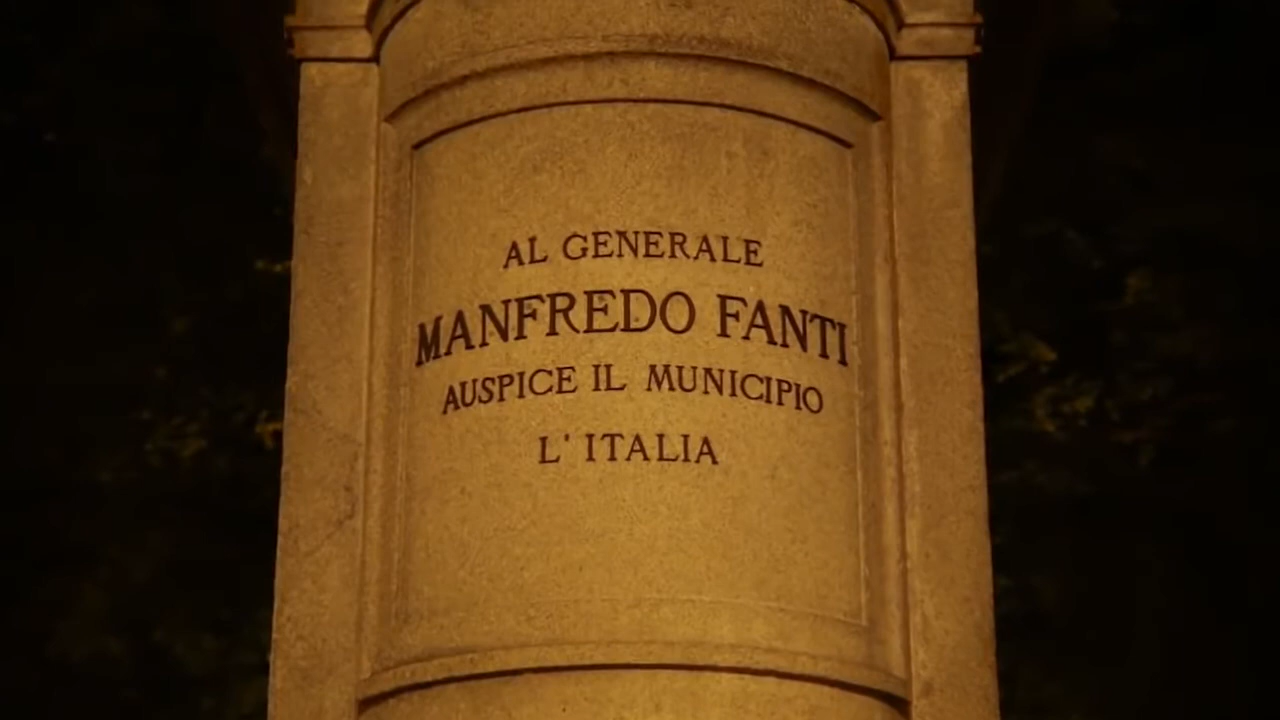 AL GENERALE
MANFREDO FANTI
AUSPICE IL MUNICIPIO
L'ITALIA